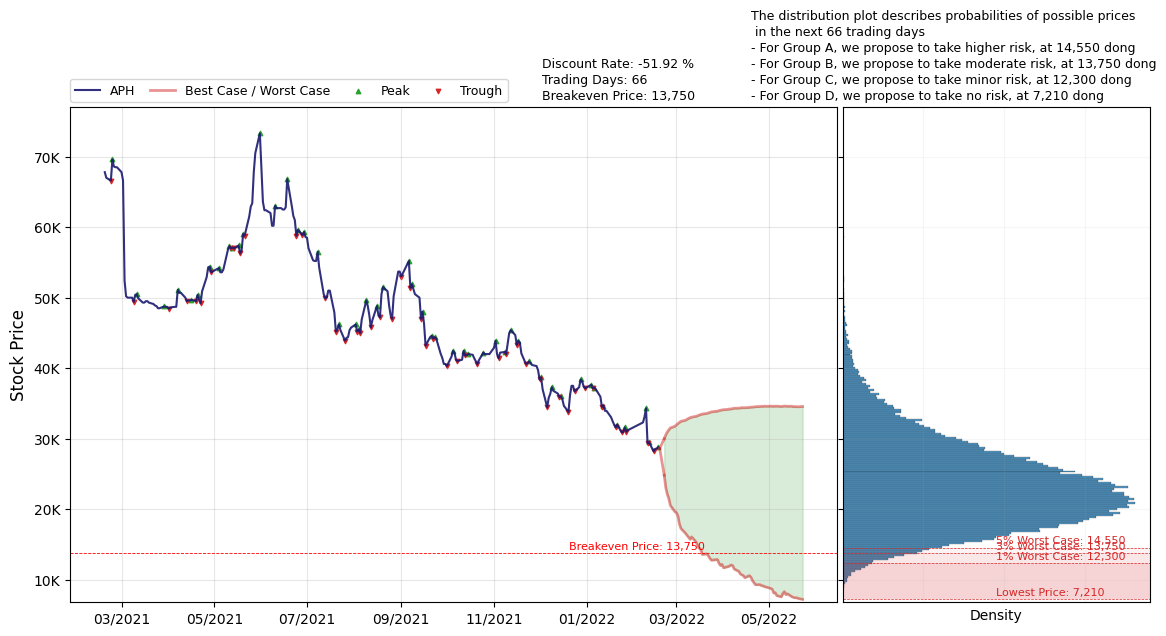 The distribution plot describes probabilities of possible prices
in the next 66 trading days
- For Group A, we propose to take higher risk, at 14,550 dong
- For Group B, we propose to take moderate risk, at 13,750 dong
- For Group C, we propose to take minor risk, at 12,300 dong
- For Group D, we propose to take no risk, at 7,210 dong
Discount Rate: -51.92 %
Trading Days: 66
Breakeven Price: 13,750
APH
Best Case / Worst Case
Peak
Trough
Stock Price
70K
60K
50K
40K
30K
20K
10K
Breakeven Price: 13,750
03/2021
05/2021
07/2021
09/2021
11/2021
01/2022
03/2022
05/2022
5% Worst Case: 14,550
3% Worst Case: 13,750
1% Worst Case: 12,300
Lowest Price: 7,210
Density